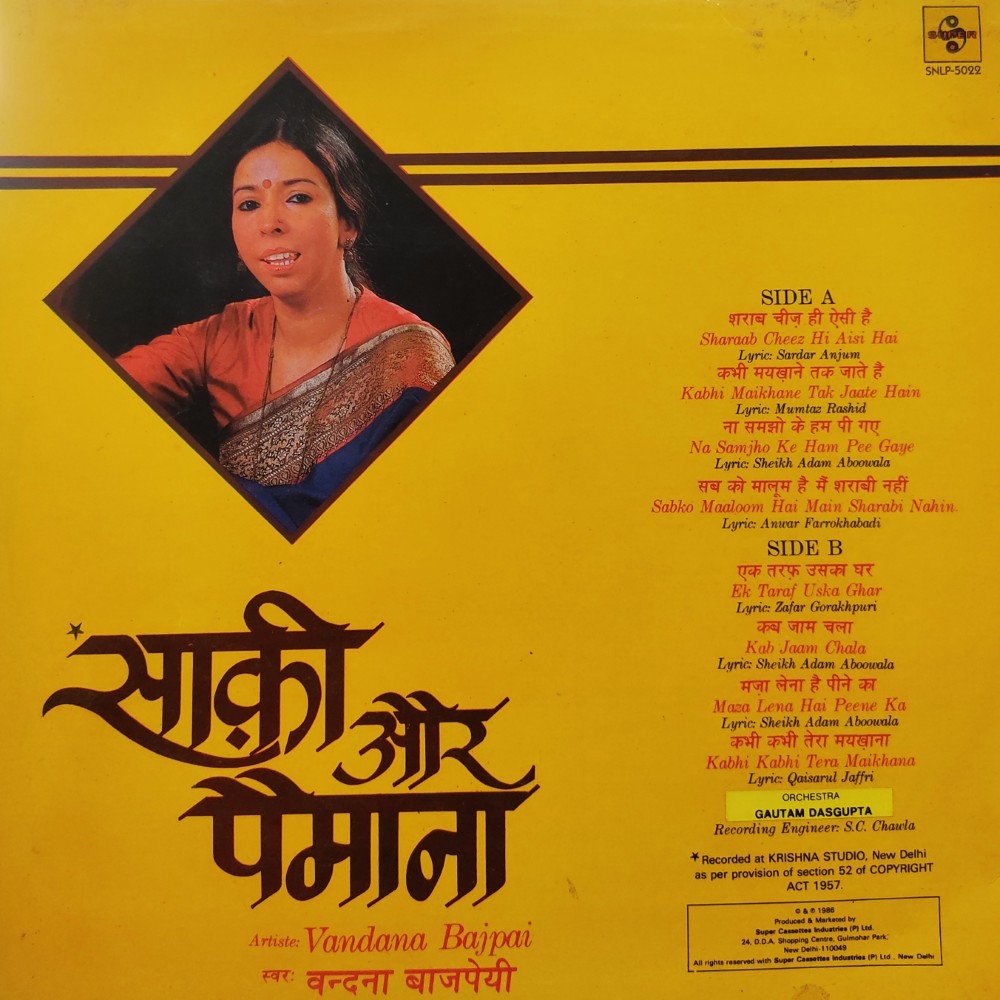 SUPER
SNLP-5022
SIDE A
शराब चीज़ ही ऐसी है
Sharaab Cheez Hi Aisi Hai
Lyric: Sardar Anjum
कभी मयख़ाने तक जाते है
Kabhi Maikhane Tak Jaate Hain
Lyric: Mumtaz Rashid
ना समझो के हम पी गए
Na Samjho Ke Ham Pee Gaye
Lyric: Sheikh Adam Aboowala
सब को मालूम है मैं शराबी नहीं
Sabko Maaloom Hai Main Sharabi Nahin
Lyric: Anwar Farrokhabadi
SIDE B
एक तरफ़ उसका घर
Ek Taraf Uska Ghar
Lyric: Zafar Gorakhpuri
कब जाम चला
Kab Jaam Chala
Lyric: Sheikh Adam Aboowala
मज़ा लेना है पीने का
Maza Lena Hai Peene Ka
Lyric: Sheikh Adam Aboowala
कभी कभी तेरा मयख़ाना
Kabhi Kabhi Tera Maikhana
Lyric: Qaisarul Jaffri
ORCHESTRA
GAUTAM DASGUPTA
Recording Engineer: S.C. Chawla
*Recorded at KRISHNA STUDIO, New Delhi
as per provision of section 52 of COPYRIGHT
ACT 1957.
© & ℗ 1986
Produced & Marketed by
Super Cassettes Industries (P) Ltd.
24, D.D.A. Shopping Centre, Gulmohar Park,
New Delhi-110049
All rights reserved with Super Cassettes Industries (P) Ltd., New Delhi
*साक़ी
और
पैमाना
Artiste: Vandana Bajpai
स्वरः वन्दना बाजपेयी